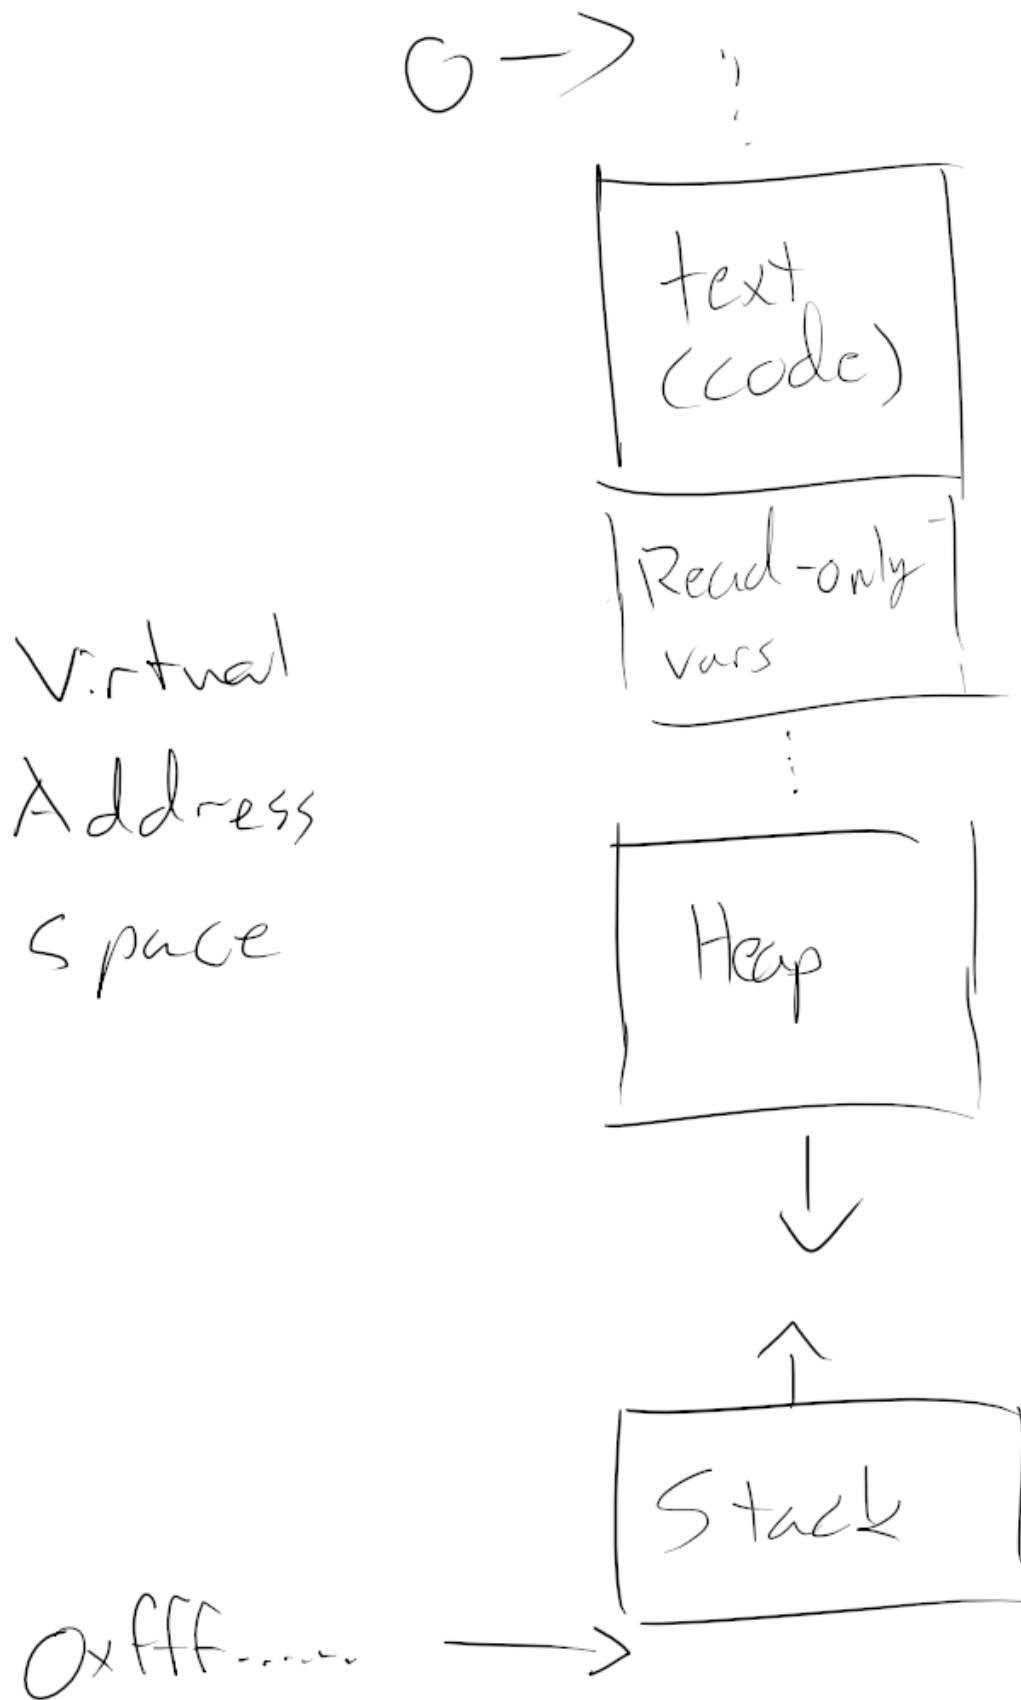 0
text
(code)
Read-only
vars
Virtual
Address
Space
Heap
Stack
0xfff......